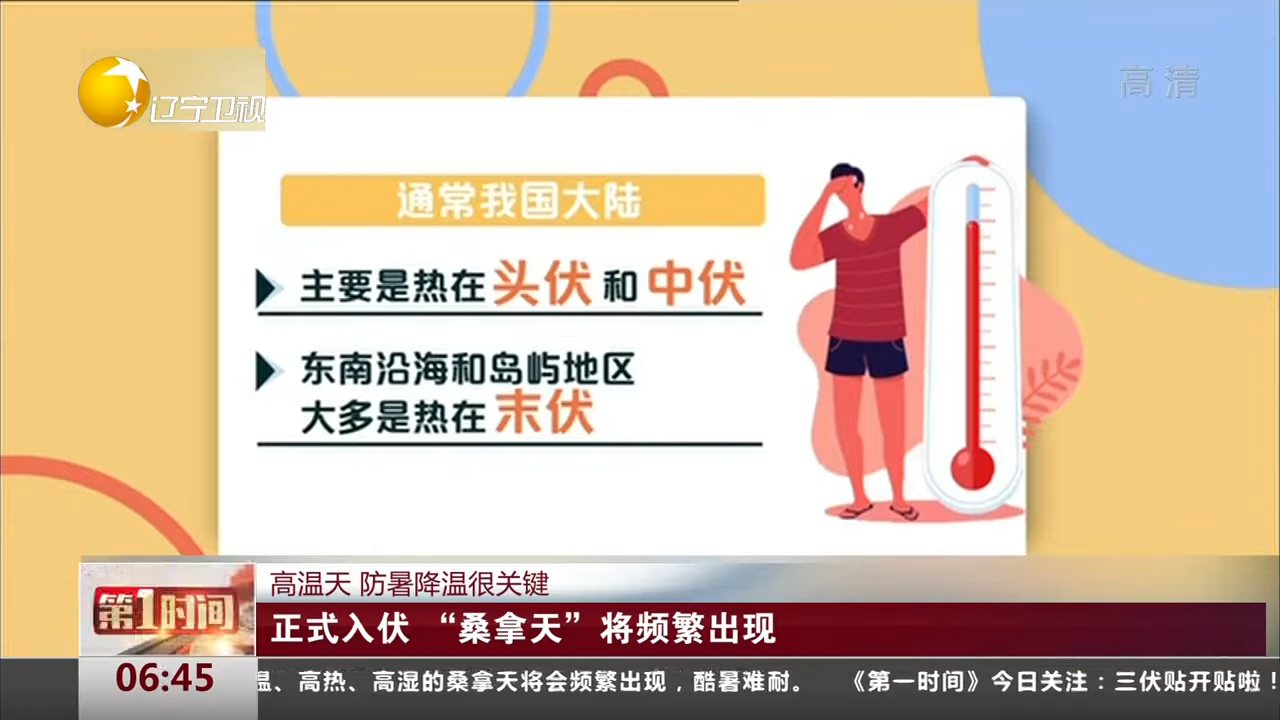 辽宁卫视
高清
通常我国大陆
主要是热在头伏和中伏
东南沿海和岛屿地区
大多是热在末伏
第1时间
高温天 防暑降温很关键
正式入伏 “桑拿天”将频繁出现
06:45
温、高热、高湿的桑拿天将会频繁出现，酷暑难耐。 《第一时间》今日关注：三伏贴开贴啦！